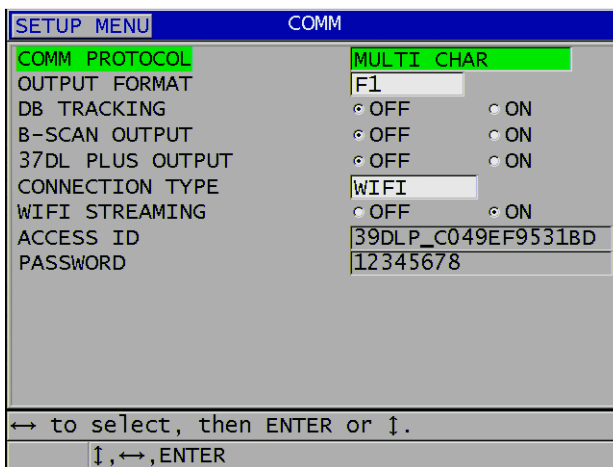 SETUP MENU COMM
COMM PROTOCOL MULTI CHAR
OUTPUT FORMAT F1
DB TRACKING OFF ON
B-SCAN OUTPUT OFF ON
37DL PLUS OUTPUT OFF ON
CONNECTION TYPE WIFI
WIFI STREAMING OFF ON
ACCESS ID 39DLP_C049EF9531BD
PASSWORD 12345678
↔ to select, then ENTER or ↕.
↕,↔,ENTER